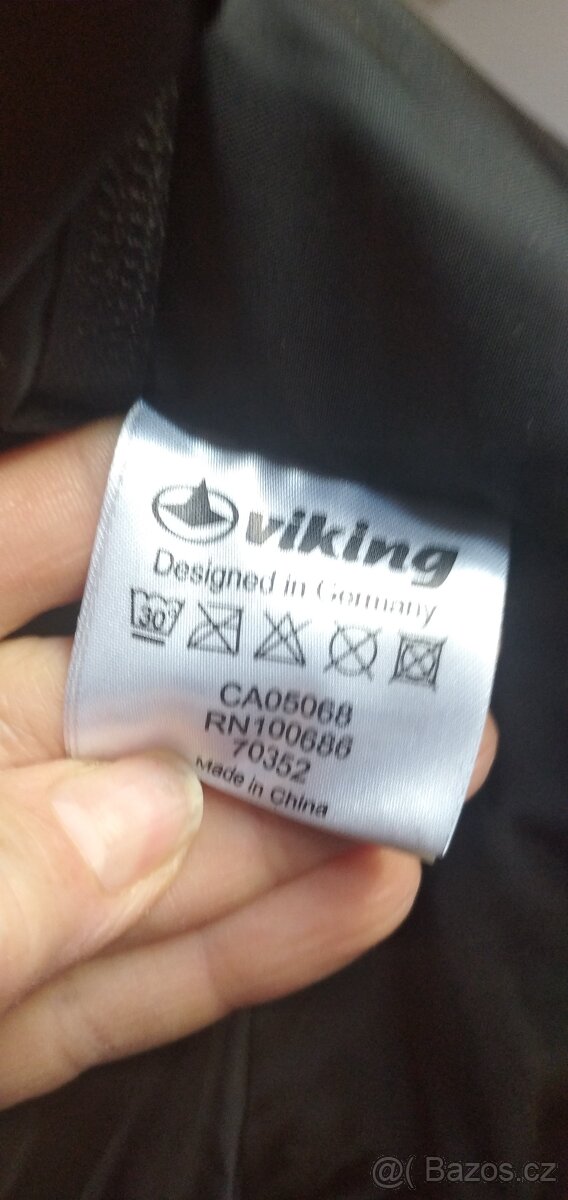 viking
Designed in Germany
30°
CA05068
RN100686
70352
Made in China
@( Bazos.cz